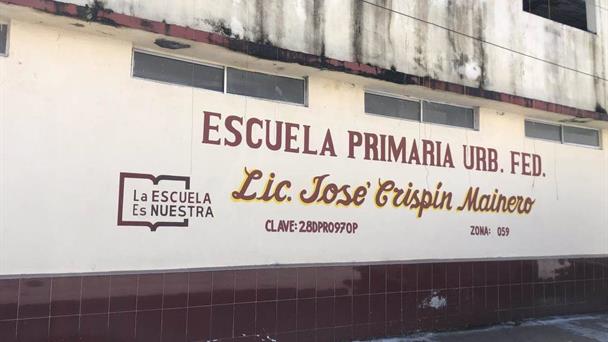 ESCUELA PRIMARIA URB. FED.
Lic. José Crispín Mainero
La ESCUELA
Es NUESTRA
CLAVE: 28DPR0970P
ZONA: 059